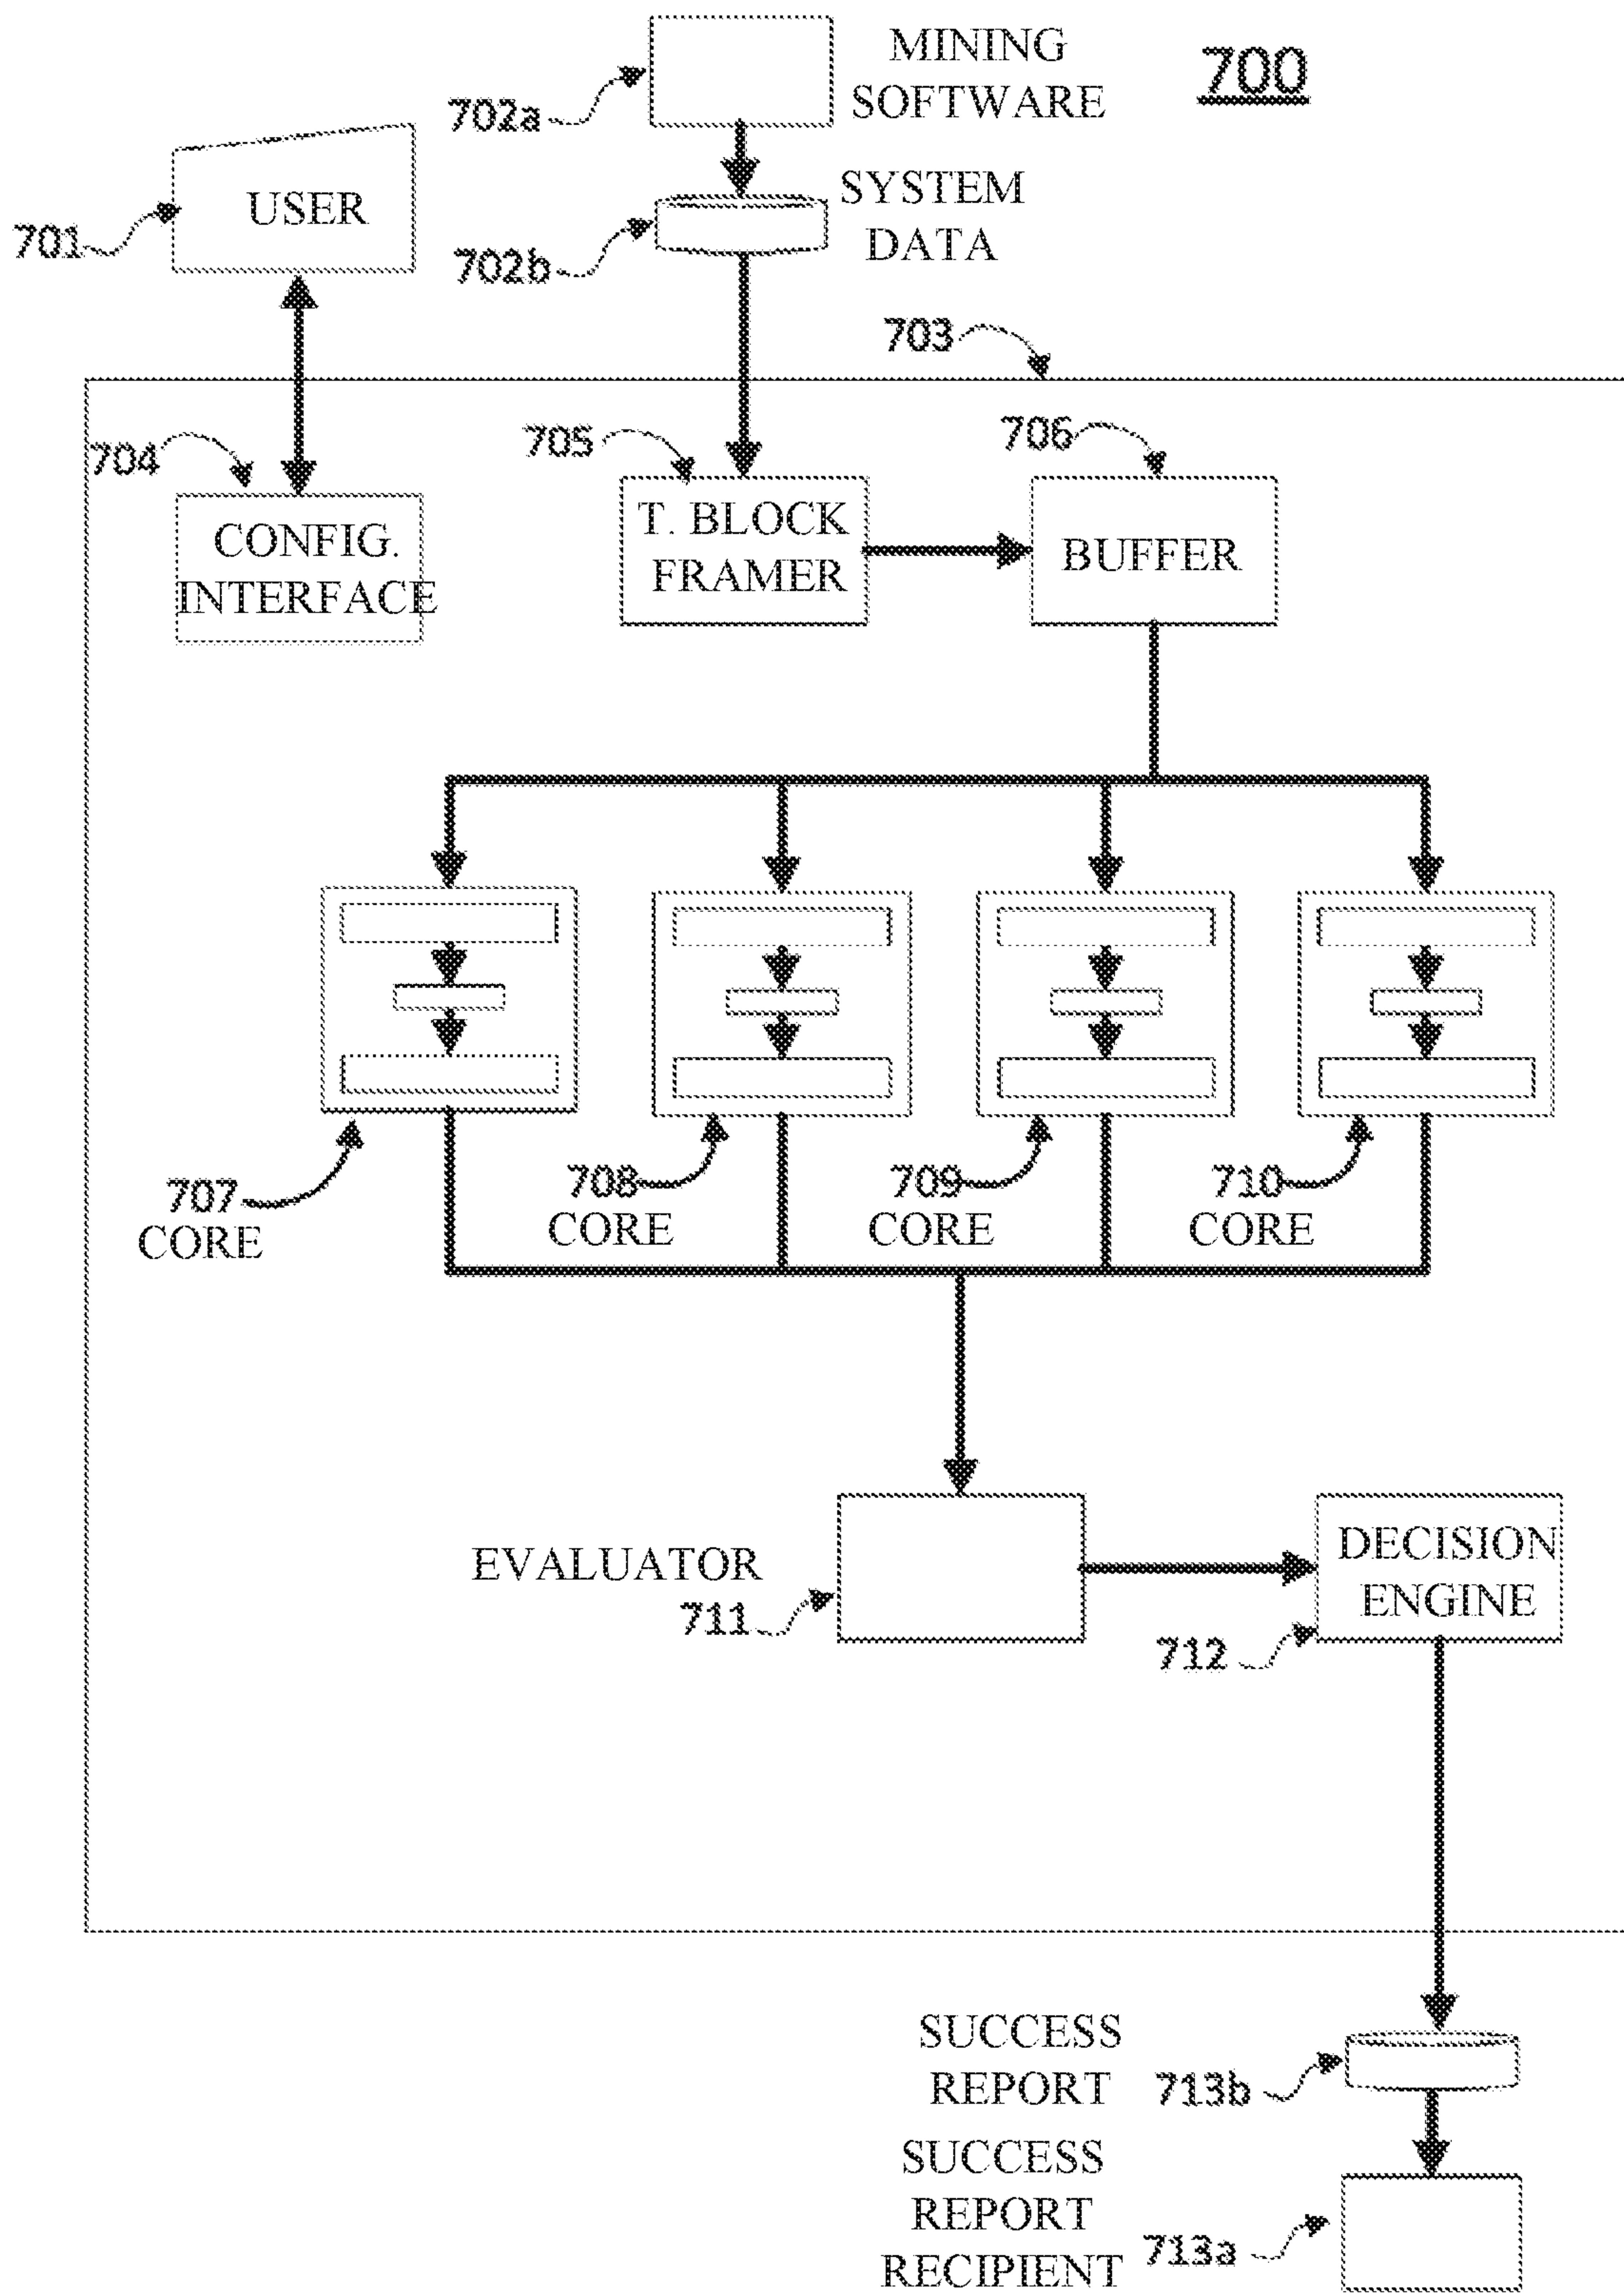 MINING
SOFTWARE
700
702a
SYSTEM
DATA
702b
USER
701
703
704
CONFIG.
INTERFACE
705
T. BLOCK
FRAMER
706
BUFFER
707
CORE
708
CORE
709
CORE
710
CORE
EVALUATOR
711
DECISION
ENGINE
712
SUCCESS
REPORT
713b
SUCCESS
REPORT
RECIPIENT
713a